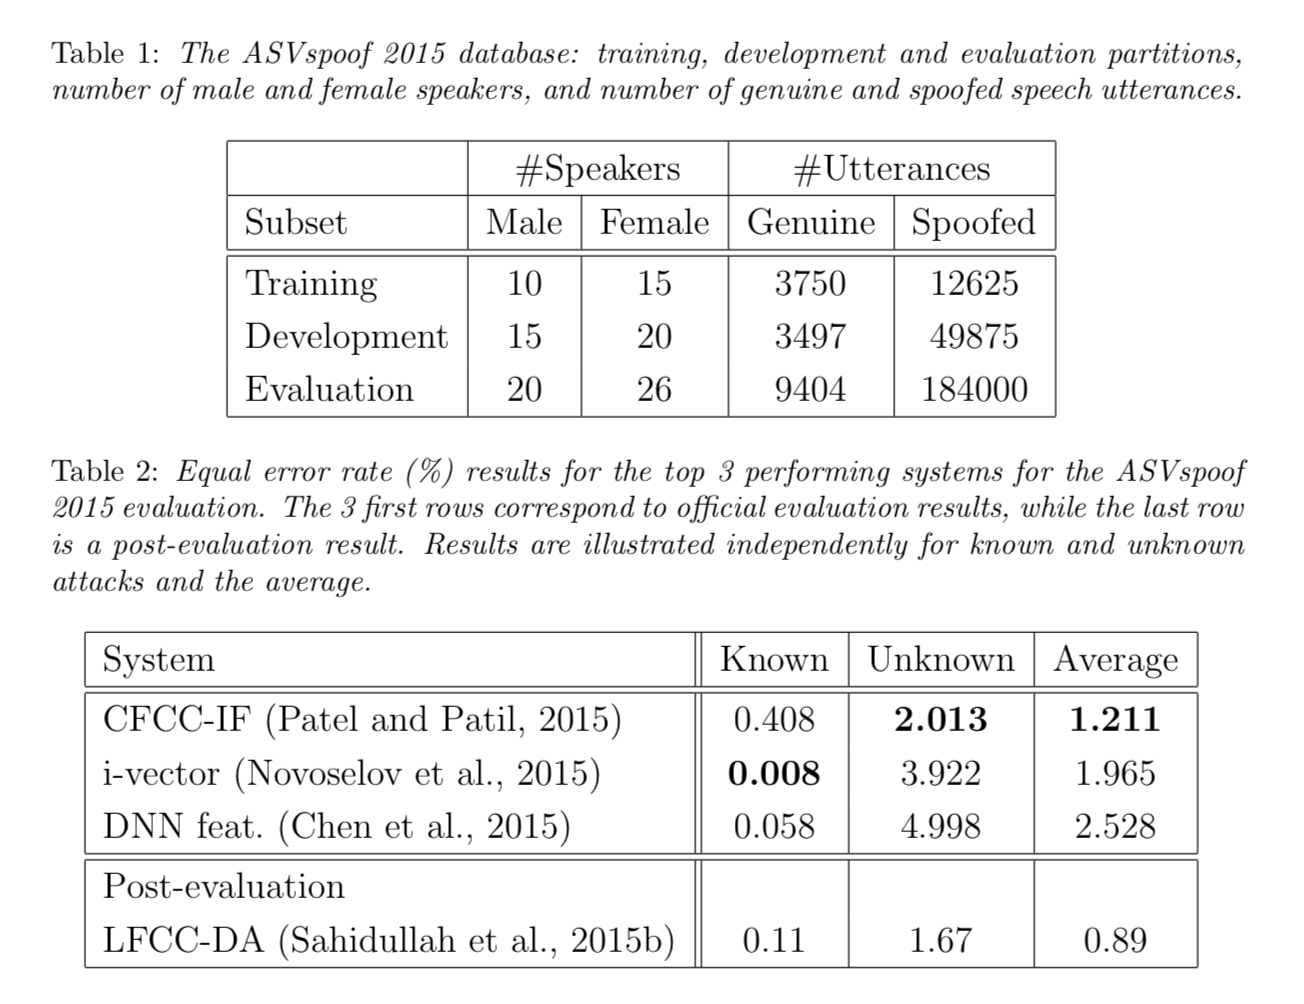 Table 1: The ASVspoof 2015 database: training, development and evaluation partitions,
number of male and female speakers, and number of genuine and spoofed speech utterances.
#Speakers #Utterances
Subset Male Female Genuine Spoofed
Training 10 15 3750 12625
Development 15 20 3497 49875
Evaluation 20 26 9404 184000
Table 2: Equal error rate (%) results for the top 3 performing systems for the ASVspoof
2015 evaluation. The 3 first rows correspond to official evaluation results, while the last row
is a post-evaluation result. Results are illustrated independently for known and unknown
attacks and the average.
System Known Unknown Average
CFCC-IF (Patel and Patil, 2015) 0.408 2.013 1.211
i-vector (Novoselov et al., 2015) 0.008 3.922 1.965
DNN feat. (Chen et al., 2015) 0.058 4.998 2.528
Post-evaluation
LFCC-DA (Sahidullah et al., 2015b) 0.11 1.67 0.89